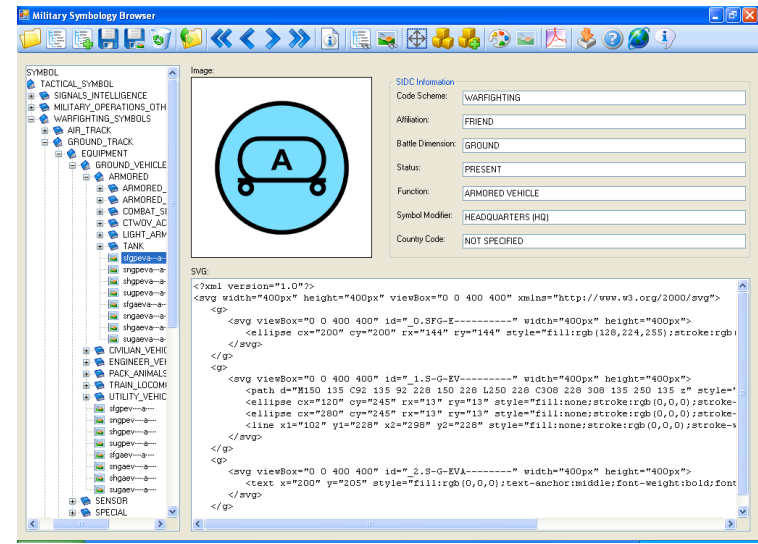 Military Symbology Browser
SYMBOL
TACTICAL_SYMBOL
SIGNALS_INTELLIGENCE
MILITARY_OPERATIONS_OTH
WARFIGHTING_SYMBOLS
AIR_TRACK
GROUND_TRACK
EQUIPMENT
GROUND_VEHICLE
ARMORED
ARMORED_
ARMORED_
COMBAT_SI
CTWOV_AC
LIGHT_ARM
TANK
sfgpeva---a--
sngpeva---a-
shgpeva---a-
sugpeva---a-
sfgaeva---a--
sngaeva---a-
shgaeva---a-
sugaeva---a-
CIVILIAN_VEHIC
ENGINEER_VEH
PACK_ANIMALS
TRAIN_LOCOM
UTILITY_VEHIC
sfgpev----a---
sngpev----a---
shgpev----a---
sugpev----a---
sfgaev----a---
sngaev----a---
shgaev----a---
sugaev----a---
SENSOR
SPECIAL
Image:
A
SIDC Information
Code Scheme: WARFIGHTING
Affiliation: FRIEND
Battle Dimension: GROUND
Status: PRESENT
Function: ARMORED VEHICLE
Symbol Modifier: HEADQUARTERS (HQ)
Country Code: NOT SPECIFIED
SVG:
<?xml version="1.0"?>
<svg width="400px" height="400px" viewBox="0 0 400 400" xmlns="http://www.w3.org/2000/svg">
<g>
<svg viewBox="0 0 400 400" id="_0.SFG-E----------" width="400px" height="400px">
<ellipse cx="200" cy="200" rx="144" ry="144" style="fill:rgb(128,224,255);stroke:rgb(
</svg>
</g>
<g>
<svg viewBox="0 0 400 400" id="_1.S-G-EV---------" width="400px" height="400px">
<path d="M150 135 C92 135 92 228 150 228 L250 228 C308 228 308 135 250 135 z" style="
<ellipse cx="120" cy="245" rx="13" ry="13" style="fill:none;stroke:rgb(0,0,0);stroke-
<ellipse cx="280" cy="245" rx="13" ry="13" style="fill:none;stroke:rgb(0,0,0);stroke-
<line x1="102" y1="228" x2="298" y2="228" style="fill:none;stroke:rgb(0,0,0);stroke-w
</svg>
</g>
<g>
<svg viewBox="0 0 400 400" id="_2.S-G-EVA--------" width="400px" height="400px">
<text x="200" y="205" style="fill:rgb(0,0,0);text-anchor:middle;font-weight:bold;font
</svg>
</g>